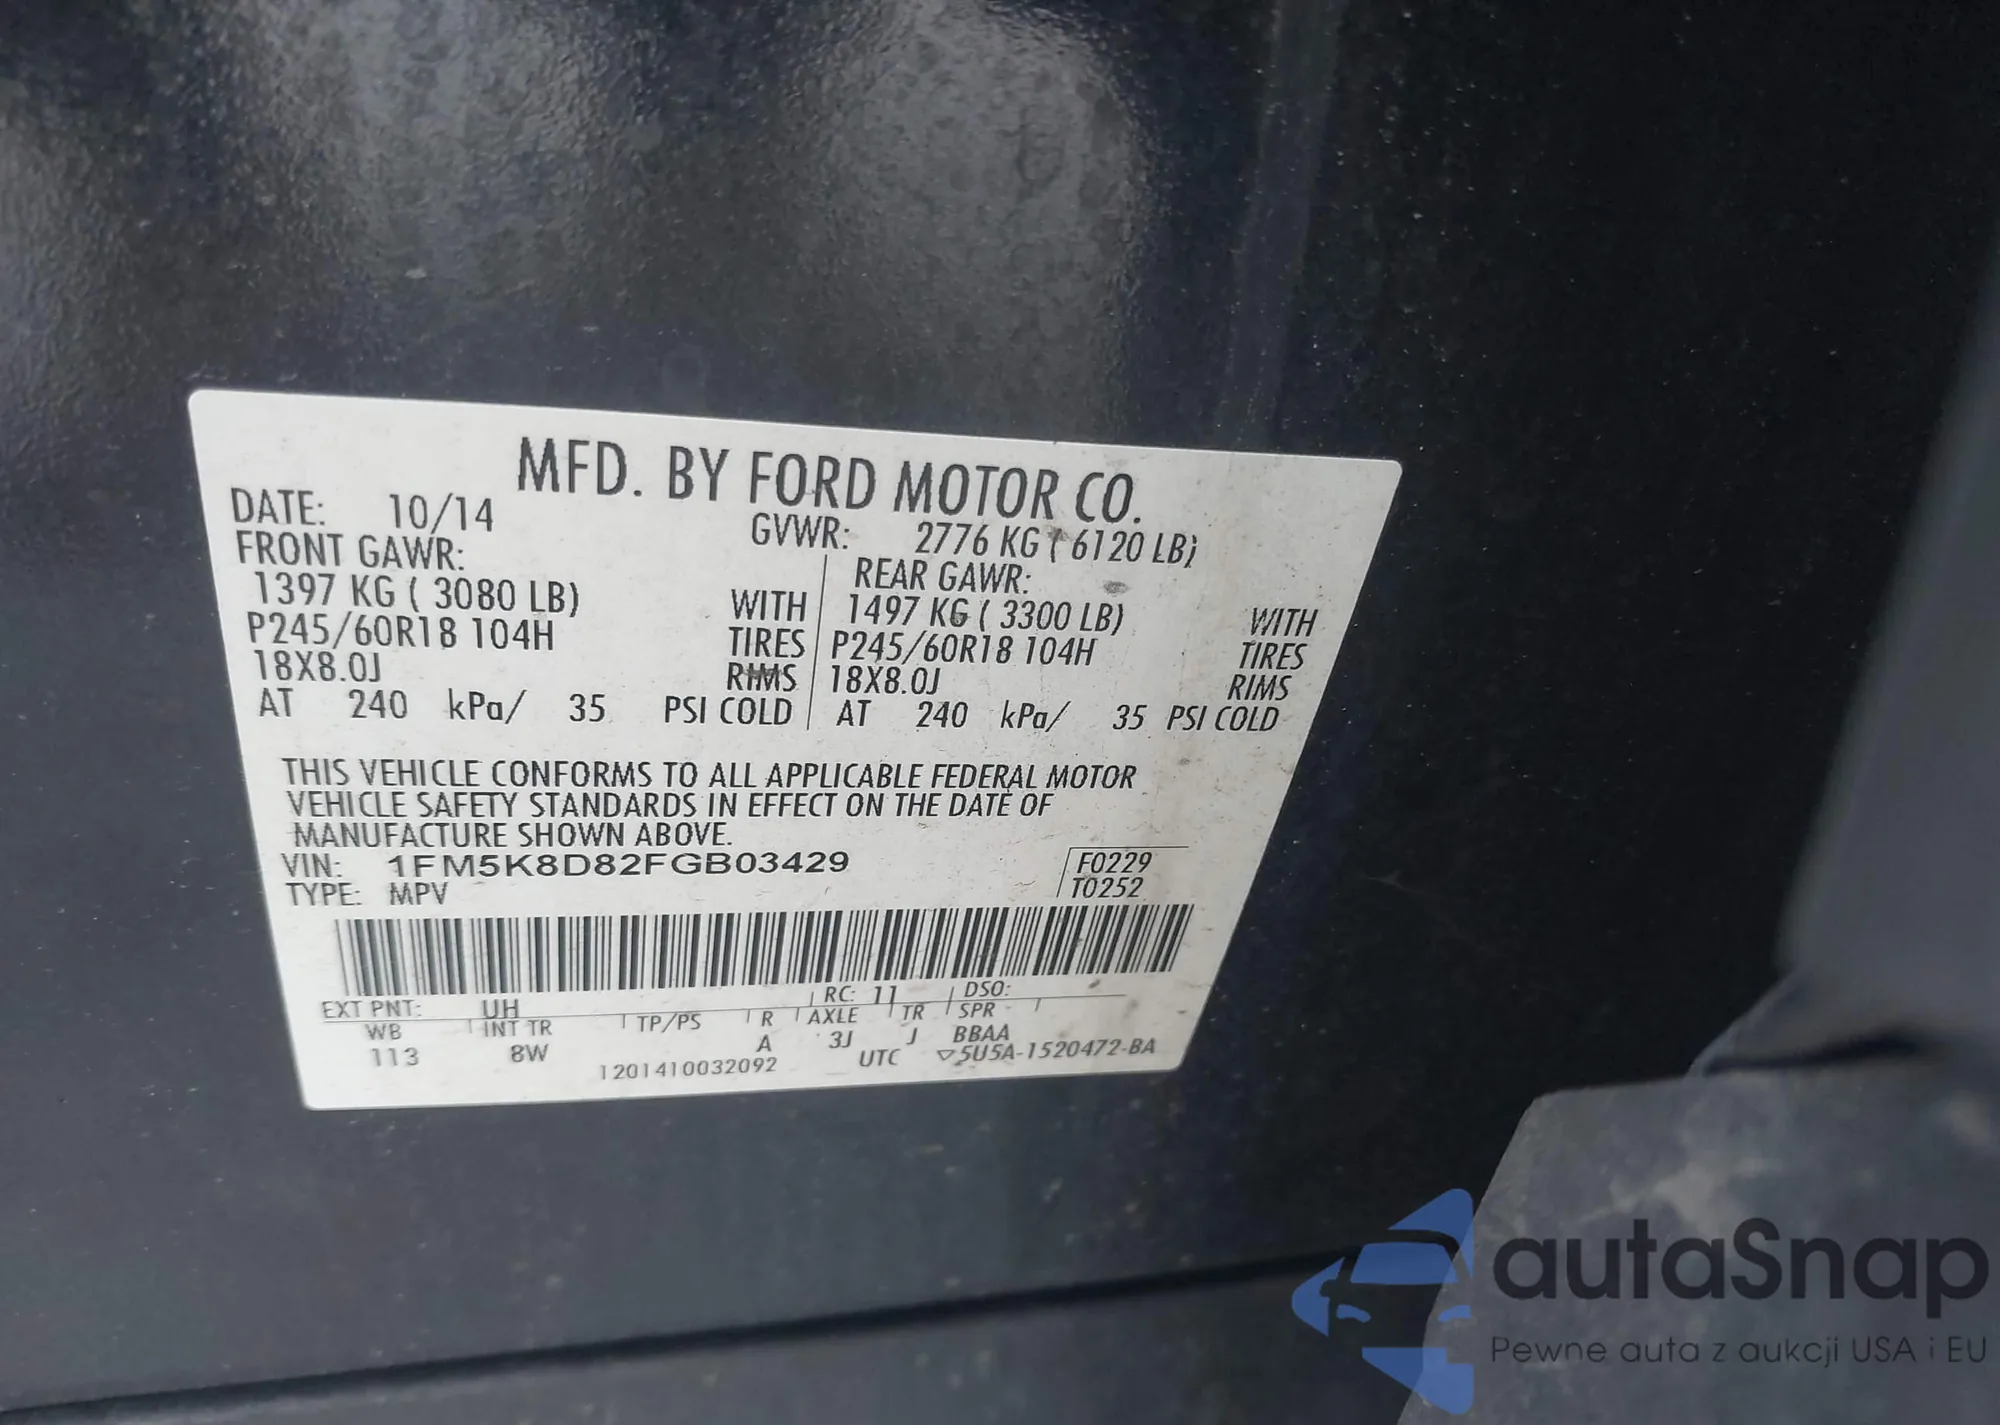 MFD. BY FORD MOTOR CO.
DATE: 10/14 GVWR: 2776 KG ( 6120 LB)
FRONT GAWR: REAR GAWR:
1397 KG ( 3080 LB) WITH 1497 KG ( 3300 LB) WITH
P245/60R18 104H TIRES P245/60R18 104H TIRES
18X8.0J RIMS 18X8.0J RIMS
AT 240 kPa/ 35 PSI COLD AT 240 kPa/ 35 PSI COLD
THIS VEHICLE CONFORMS TO ALL APPLICABLE FEDERAL MOTOR
VEHICLE SAFETY STANDARDS IN EFFECT ON THE DATE OF
MANUFACTURE SHOWN ABOVE.
VIN: 1FM5K8D82FGB03429 F0229
TYPE: MPV T0252
EXT PNT: UH RC: 11 DSO:
WB INT TR TP/PS R AXLE TR SPR
113 8W A 3J J BBAA
1201410032092 UTC ▽5U5A-1520472-BA
autaSnap
Pewne auta z aukcji USA i EU